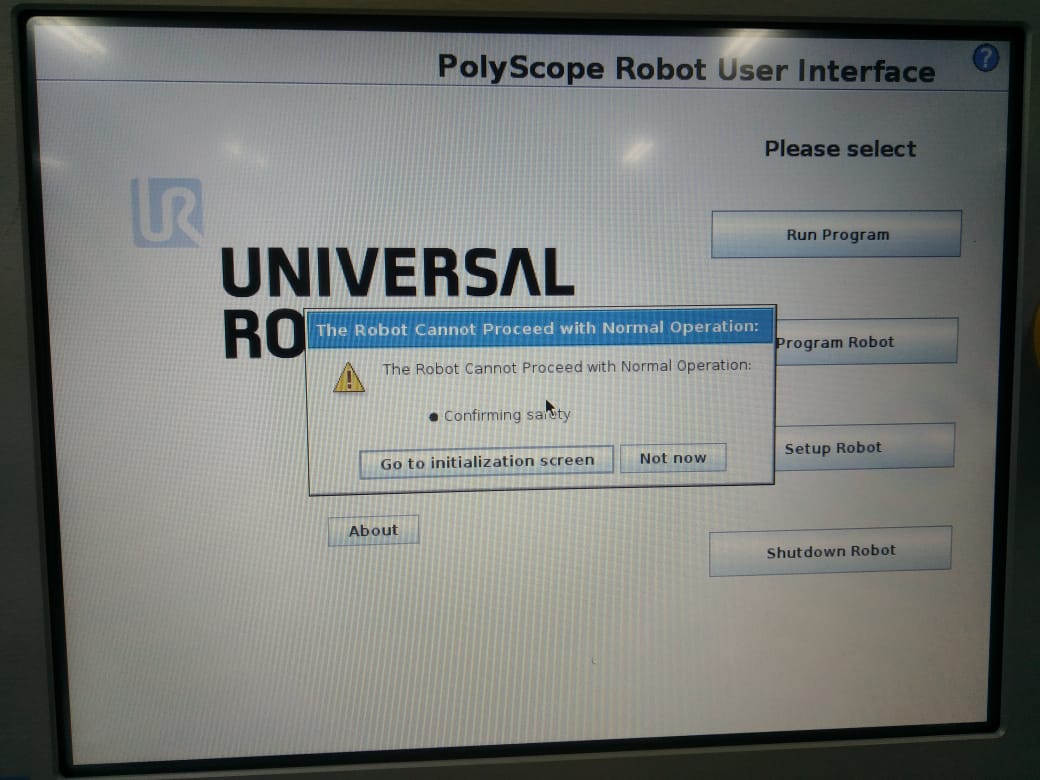 PolyScope Robot User Interface
?
Please select
UR
UNIVERSAL
RO
Run Program
Program Robot
Setup Robot
Shutdown Robot
The Robot Cannot Proceed with Normal Operation:
The Robot Cannot Proceed with Normal Operation:
● Confirming safety
Go to initialization screen
Not now
About